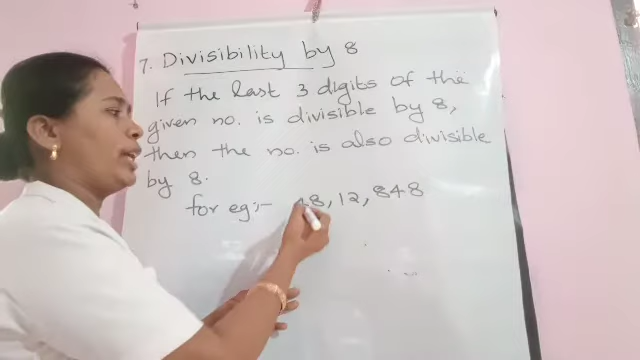 7. Divisibility by 8
If the last 3 digits of the
given no. is divisible by 8,
then the no. is also divisible
by 8.
for eg:- 48,12,848